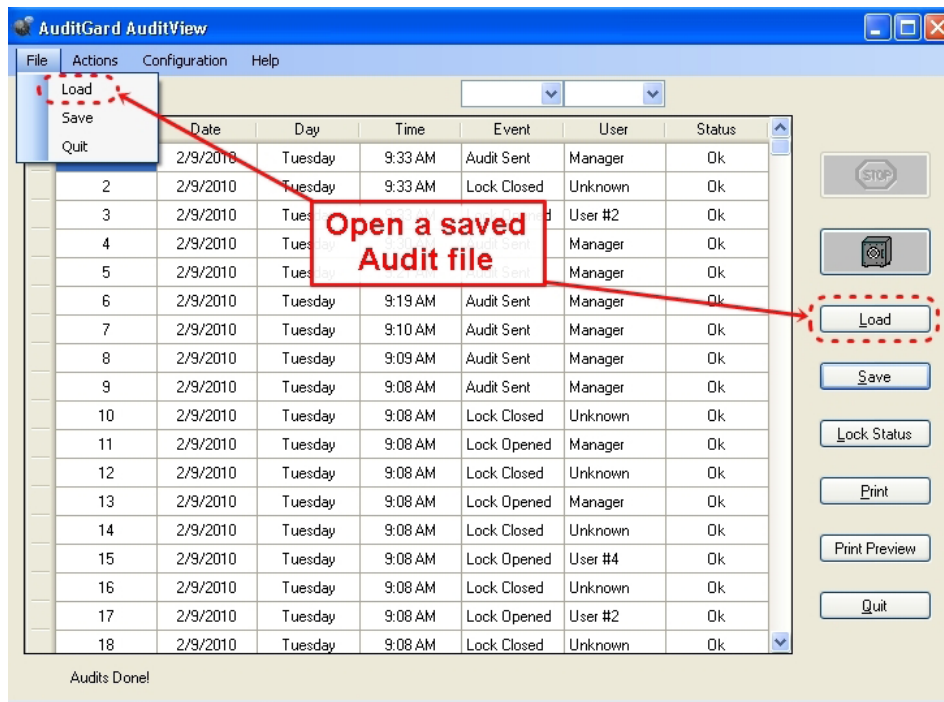 AuditGard AuditView
File Actions Configuration Help
Load
Save
Quit
Date Day Time Event User Status
2/9/2010 Tuesday 9:33 AM Audit Sent Manager Ok
2 2/9/2010 Tuesday 9:33 AM Lock Closed Unknown Ok
3 2/9/2010 User #2 Ok
4 2/9/2010 Manager Ok
5 2/9/2010 Manager Ok
6 2/9/2010 Tuesday 9:19 AM Audit Sent Manager Ok
7 2/9/2010 Tuesday 9:10 AM Audit Sent Manager Ok
8 2/9/2010 Tuesday 9:09 AM Audit Sent Manager Ok
9 2/9/2010 Tuesday 9:08 AM Audit Sent Manager Ok
10 2/9/2010 Tuesday 9:08 AM Lock Closed Unknown Ok
11 2/9/2010 Tuesday 9:08 AM Lock Opened Manager Ok
12 2/9/2010 Tuesday 9:08 AM Lock Closed Unknown Ok
13 2/9/2010 Tuesday 9:08 AM Lock Opened Manager Ok
14 2/9/2010 Tuesday 9:08 AM Lock Closed Unknown Ok
15 2/9/2010 Tuesday 9:08 AM Lock Opened User #4 Ok
16 2/9/2010 Tuesday 9:08 AM Lock Closed Unknown Ok
17 2/9/2010 Tuesday 9:08 AM Lock Opened User #2 Ok
18 2/9/2010 Tuesday 9:08 AM Lock Closed Unknown Ok
Open a saved
Audit file
STOP
Load
Save
Lock Status
Print
Print Preview
Quit
Audits Done!